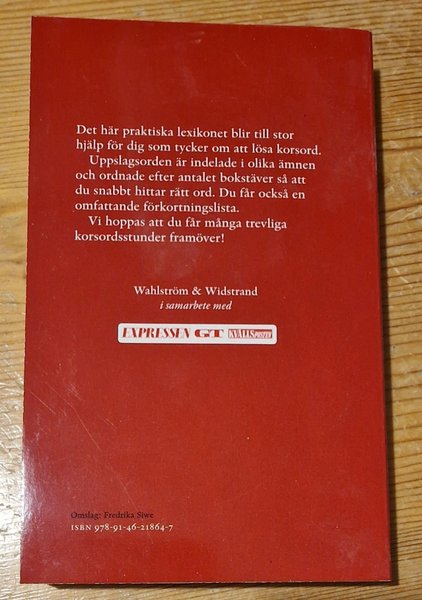 Det här praktiska lexikonet blir till stor
hjälp för dig som tycker om att lösa korsord.
Uppslagsorden är indelade i olika ämnen
och ordnade efter antalet bokstäver så att
du snabbt hittar rätt ord. Du får också en
omfattande förkortningslista.
Vi hoppas att du får många trevliga
korsordsstunder framöver!
Wahlström & Widstrand
i samarbete med
EXPRESSEN GT KVÄLLSPOSTEN
Omslag: Fredrika Siwe
ISBN 978-91-46-21864-7